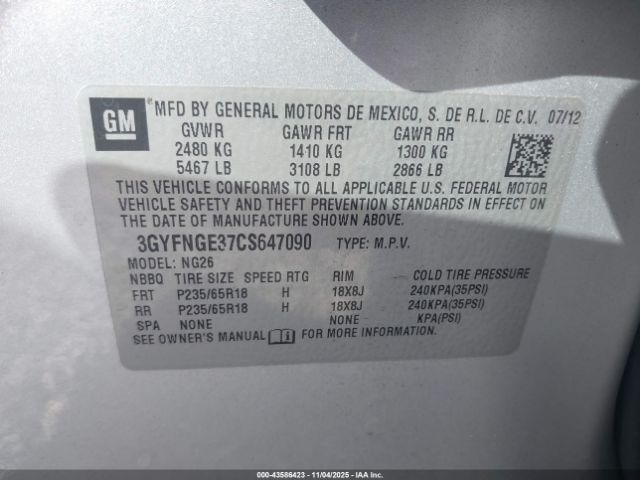 GM
® MFD BY GENERAL MOTORS DE MEXICO, S. DE R.L. DE C.V. 07/12
GVWR GAWR FRT GAWR RR
2480 KG 1410 KG 1300 KG
5467 LB 3108 LB 2866 LB
THIS VEHICLE CONFORMS TO ALL APPLICABLE U.S. FEDERAL MOTOR
VEHICLE SAFETY AND THEFT PREVENTION STANDARDS IN EFFECT ON
THE DATE OF MANUFACTURE SHOWN ABOVE.
3GYFNGE37CS647090 TYPE: M.P.V.
MODEL: NG26
NBBQ TIRE SIZE SPEED RTG RIM COLD TIRE PRESSURE
FRT P235/65R18 H 18X8J 240KPA(35PSI)
RR P235/65R18 H 18X8J 240KPA(35PSI)
SPA NONE NONE KPA(PSI)
SEE OWNER'S MANUAL FOR MORE INFORMATION.
000-43586423 - 11/04/2025 - IAAI.COM